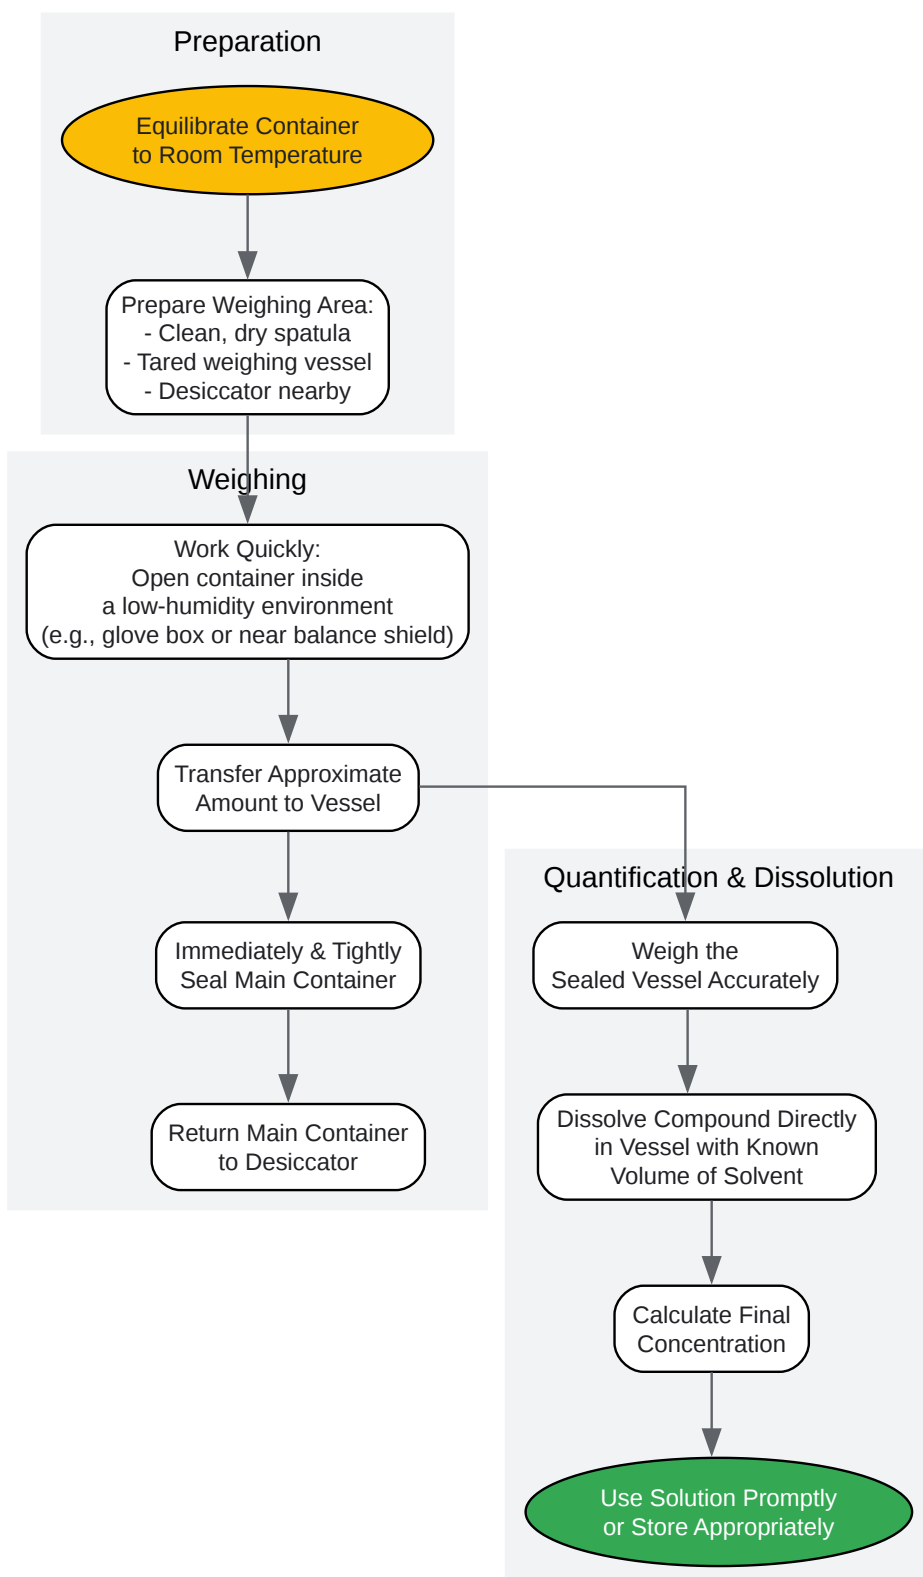 Preparation
Equilibrate Container
to Room Temperature
Prepare Weighing Area:
- Clean, dry spatula
- Tared weighing vessel
- Desiccator nearby
Weighing
Work Quickly:
Open container inside
a low-humidity environment
(e.g., glove box or near balance shield)
Transfer Approximate
Amount to Vessel
Immediately & Tightly
Seal Main Container
Return Main Container
to Desiccator
Quantification & Dissolution
Weigh the
Sealed Vessel Accurately
Dissolve Compound Directly
in Vessel with Known
Volume of Solvent
Calculate Final
Concentration
Use Solution Promptly
or Store Appropriately